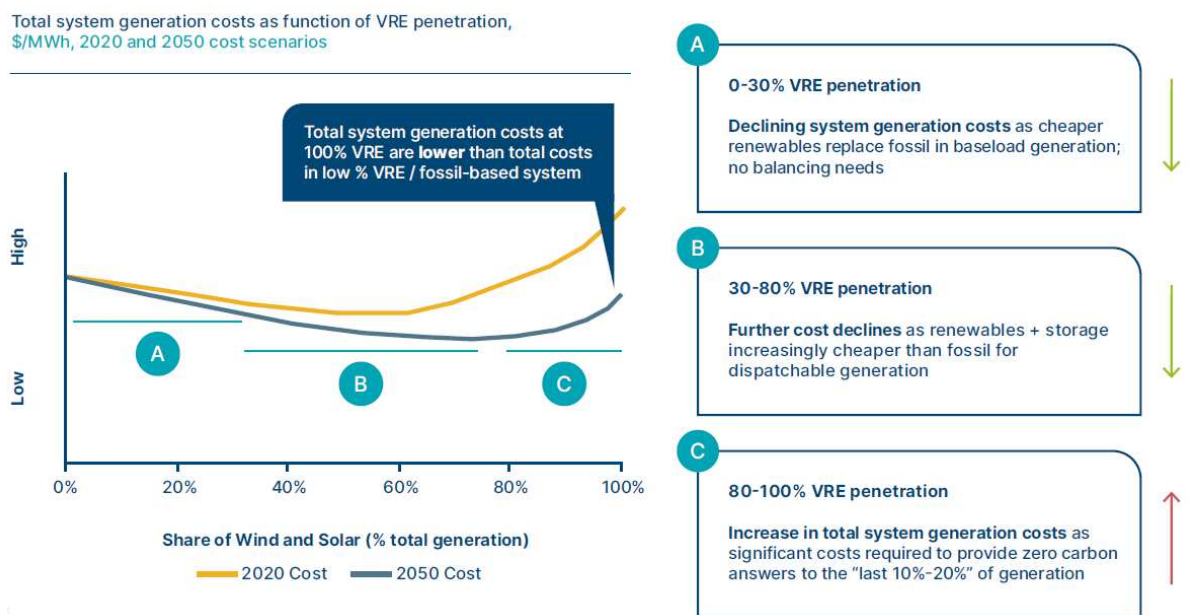 Total system generation costs as function of VRE penetration,
$/MWh, 2020 and 2050 cost scenarios
Total system generation costs at
100% VRE are lower than total costs
in low % VRE / fossil-based system
High
Low
A
B
C
0%
20%
40%
60%
80%
100%
Share of Wind and Solar (% total generation)
2020 Cost
2050 Cost
A
0-30% VRE penetration
Declining system generation costs as cheaper
renewables replace fossil in baseload generation;
no balancing needs
B
30-80% VRE penetration
Further cost declines as renewables + storage
increasingly cheaper than fossil for
dispatchable generation
C
80-100% VRE penetration
Increase in total system generation costs as
significant costs required to provide zero carbon
answers to the “last 10%-20%” of generation